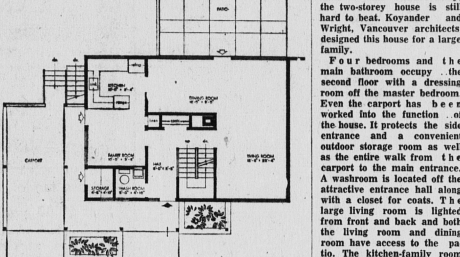 PATIO
KITCHEN
DINING ROOM
FAMILY ROOM
LIVING ROOM
HALL
CARPORT
STORAGE
WASH ROOM
the two-storey house is still
hard to beat. Koyander and
Wright, Vancouver architects
designed this house for a large
family.
Four bedrooms and the
main bathroom occupy ..the
second floor with a dressing
room off the master bedroom.
Even the carport has been
worked into the function ..of
the house. It protects the side
entrance and a convenient
outdoor storage room as well
as the entire walk from the
carport to the main entrance.
A washroom is located off the
attractive entrance hall along
with a closet for coats. The
large living room is lighted
from front and back and both
the living room and dining
room have access to the pa-
tio. The kitchen-family room